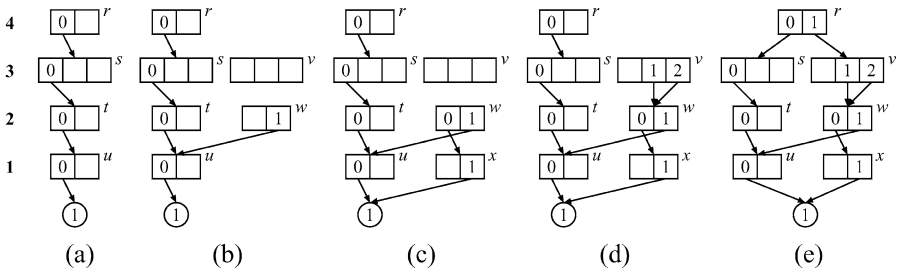 4 0 r 0 r 0 r 0 r 0 1 r
3 0 s 0 s v 0 s v 0 s 1 2 v 0 s 1 2 v
2 0 t 0 t 1 w 0 t 0 1 w 0 t 0 1 w 0 t 0 1 w
1 0 u 0 u 0 u 1 x 0 u 1 x 0 u 1 x
1 1 1 1 1
(a) (b) (c) (d) (e)